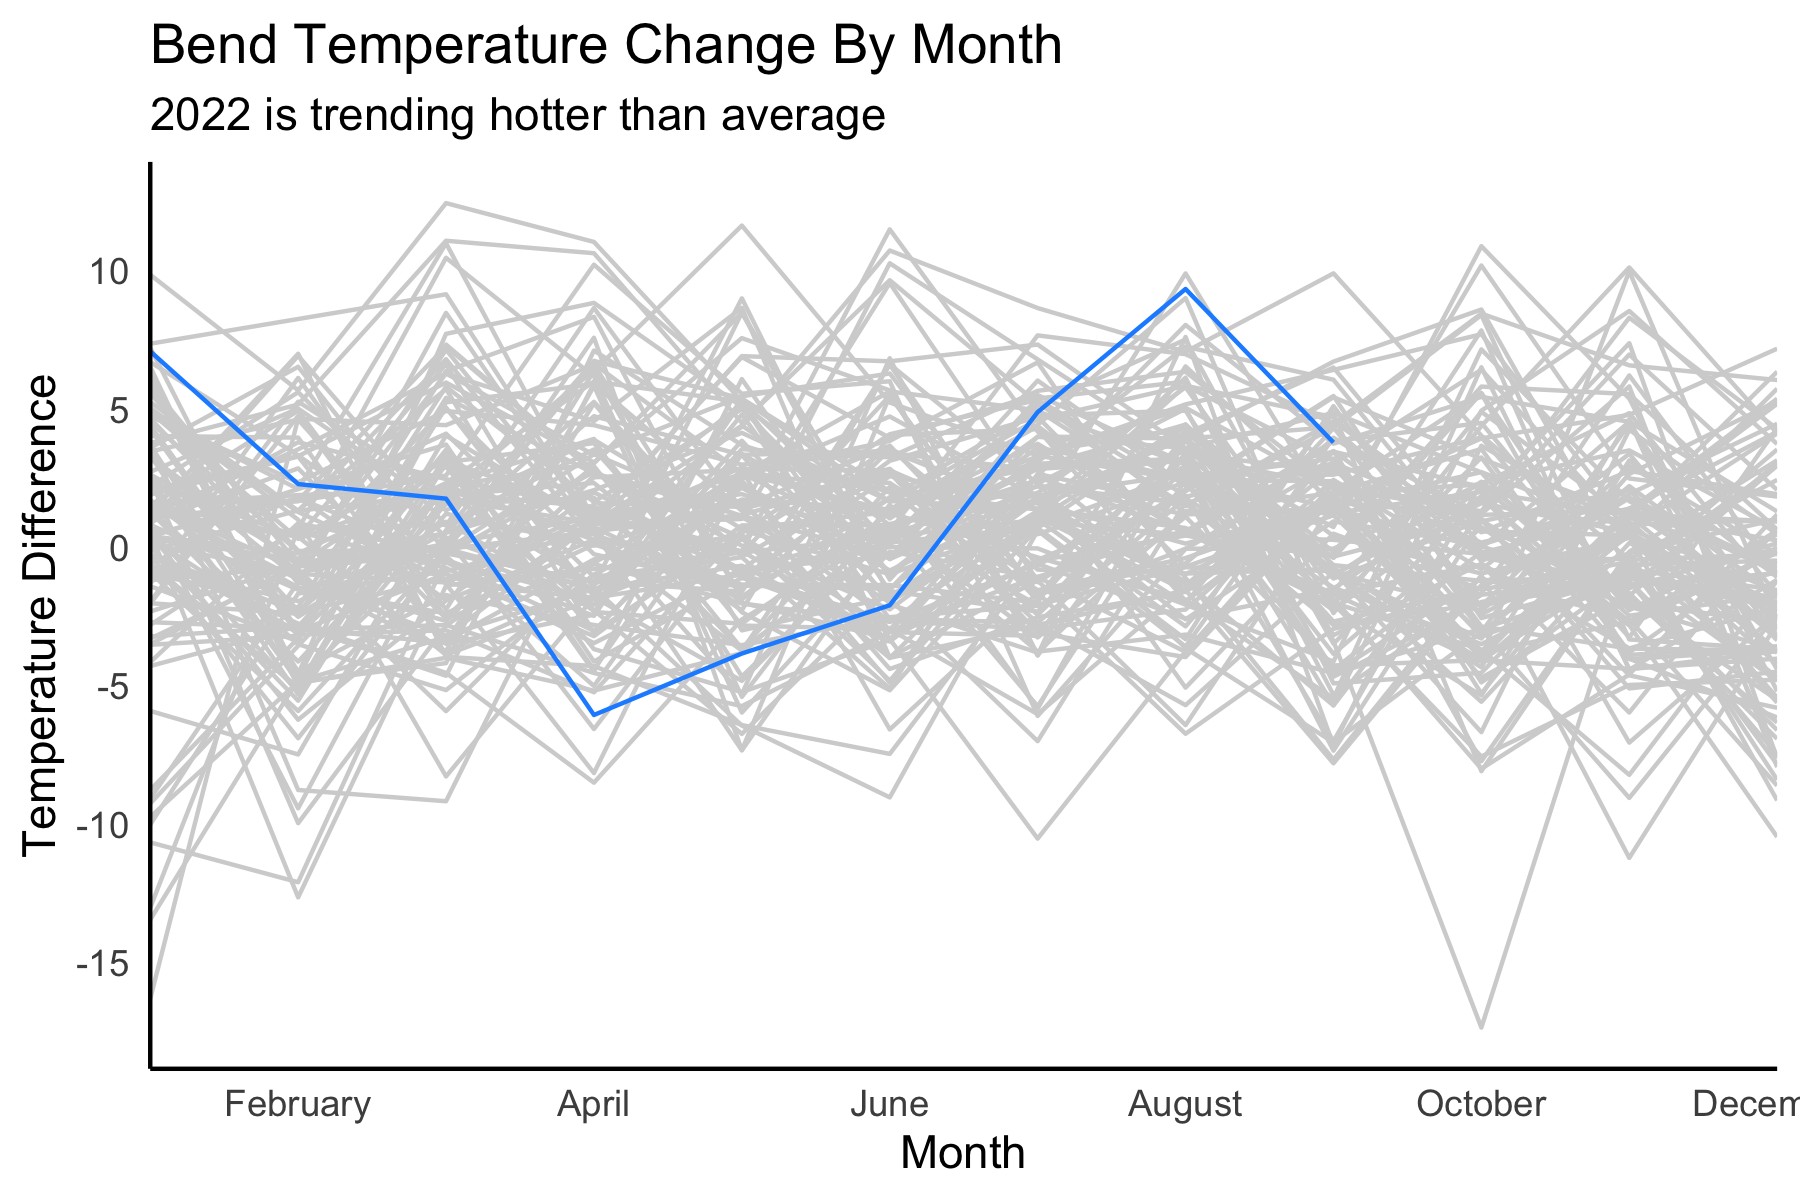 Bend Temperature Change By Month
2022 is trending hotter than average
Temperature Difference
10
5
0
-5
-10
-15
February
April
June
August
October
Decem
Month